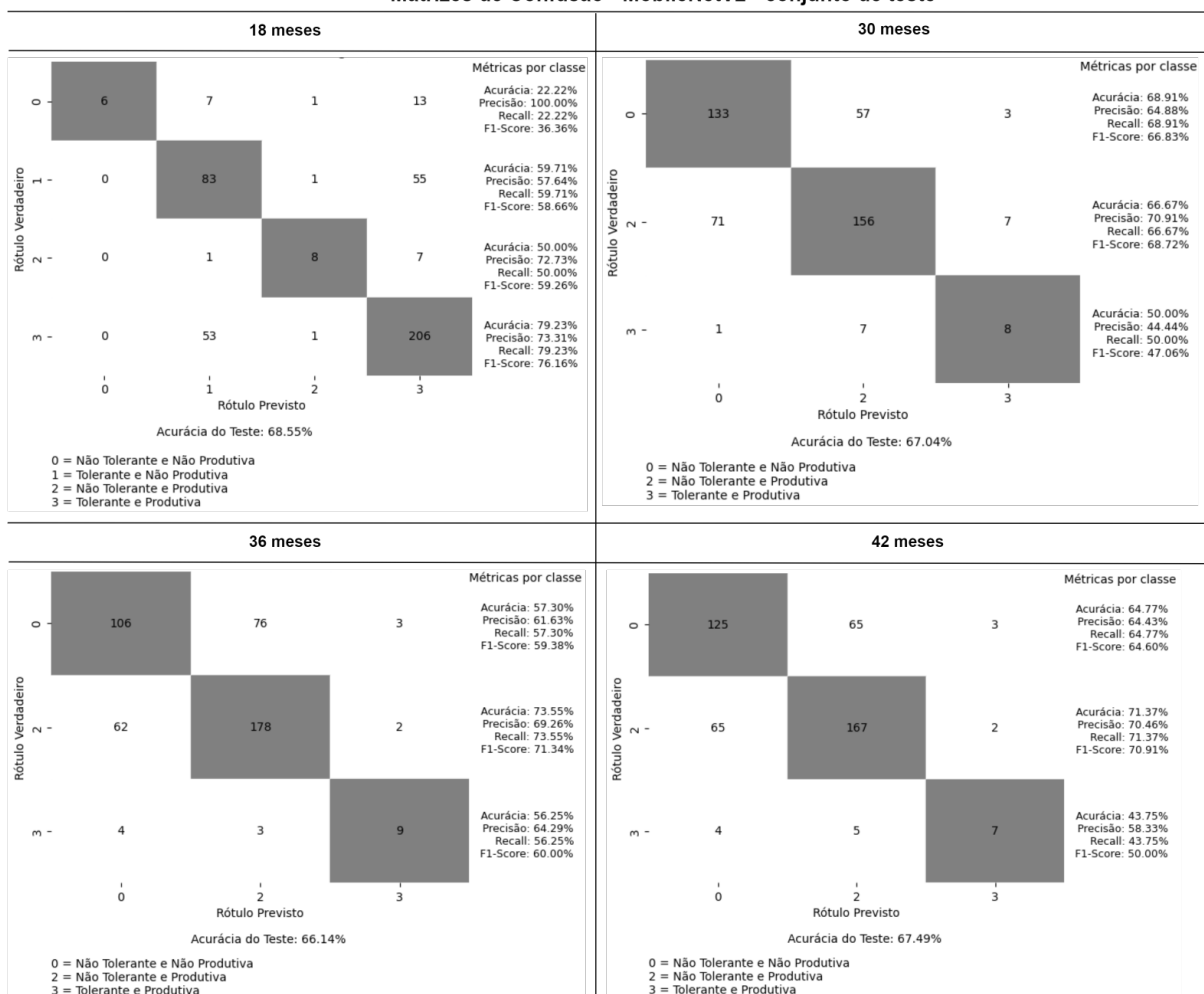 18 meses
30 meses
Métricas por classe
0 - 6 7 1 13
Acurácia: 22.22%
Precisão: 100.00%
Recall: 22.22%
F1-Score: 36.36%
1 - 0 83 1 55
Acurácia: 59.71%
Precisão: 57.64%
Recall: 59.71%
F1-Score: 58.66%
2 - 0 1 8 7
Acurácia: 50.00%
Precisão: 72.73%
Recall: 50.00%
F1-Score: 59.26%
3 - 0 53 1 206
Acurácia: 79.23%
Precisão: 73.31%
Recall: 79.23%
F1-Score: 76.16%
Rótulo Verdadeiro
0 1 2 3
Rótulo Previsto
Acurácia do Teste: 68.55%
0 = Não Tolerante e Não Produtiva
1 = Tolerante e Não Produtiva
2 = Não Tolerante e Produtiva
3 = Tolerante e Produtiva
Métricas por classe
0 - 133 57 3
Acurácia: 68.91%
Precisão: 64.88%
Recall: 68.91%
F1-Score: 66.83%
2 - 71 156 7
Acurácia: 66.67%
Precisão: 70.91%
Recall: 66.67%
F1-Score: 68.72%
3 - 1 7 8
Acurácia: 50.00%
Precisão: 44.44%
Recall: 50.00%
F1-Score: 47.06%
Rótulo Verdadeiro
0 2 3
Rótulo Previsto
Acurácia do Teste: 67.04%
0 = Não Tolerante e Não Produtiva
2 = Não Tolerante e Produtiva
3 = Tolerante e Produtiva
36 meses
42 meses
Métricas por classe
0 - 106 76 3
Acurácia: 57.30%
Precisão: 61.63%
Recall: 57.30%
F1-Score: 59.38%
2 - 62 178 2
Acurácia: 73.55%
Precisão: 69.26%
Recall: 73.55%
F1-Score: 71.34%
3 - 4 3 9
Acurácia: 56.25%
Precisão: 64.29%
Recall: 56.25%
F1-Score: 60.00%
Rótulo Verdadeiro
0 2 3
Rótulo Previsto
Acurácia do Teste: 66.14%
0 = Não Tolerante e Não Produtiva
2 = Não Tolerante e Produtiva
3 = Tolerante e Produtiva
Métricas por classe
0 - 125 65 3
Acurácia: 64.77%
Precisão: 64.43%
Recall: 64.77%
F1-Score: 64.60%
2 - 65 167 2
Acurácia: 71.37%
Precisão: 70.46%
Recall: 71.37%
F1-Score: 70.91%
3 - 4 5 7
Acurácia: 43.75%
Precisão: 58.33%
Recall: 43.75%
F1-Score: 50.00%
Rótulo Verdadeiro
0 2 3
Rótulo Previsto
Acurácia do Teste: 67.49%
0 = Não Tolerante e Não Produtiva
2 = Não Tolerante e Produtiva
3 = Tolerante e Produtiva